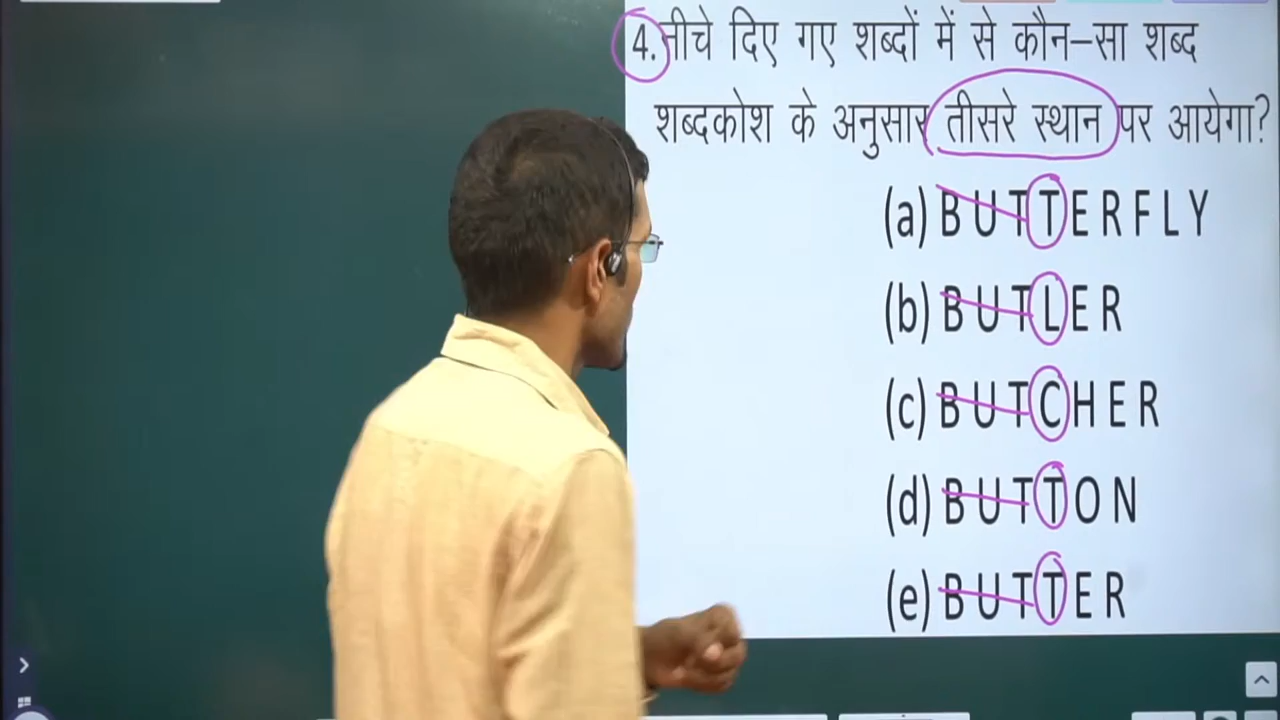 4. नीचे दिए गए शब्दों में से कौन–सा शब्द
शब्दकोश के अनुसार तीसरे स्थान पर आयेगा?
(a) BUTTERFLY
(b) BUTLER
(c) BUTCHER
(d) BUTTON
(e) BUTTER